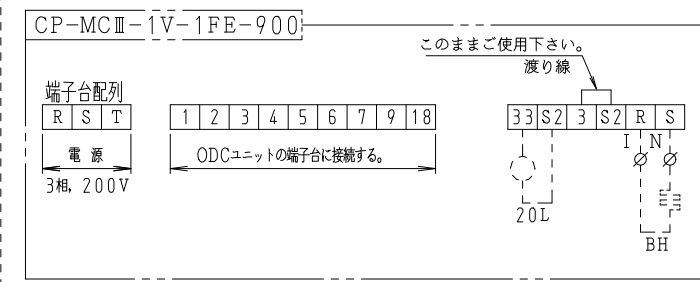 CP-MCⅢ-1V-1FE-900
このままご使用下さい。
渡り線
端子台配列
R S T
1 2 3 4 5 6 7 9 18
33 S2 3 S2 R S
I N
電源
ODCユニットの端子台に接続する。
3相, 200V
20L
BH